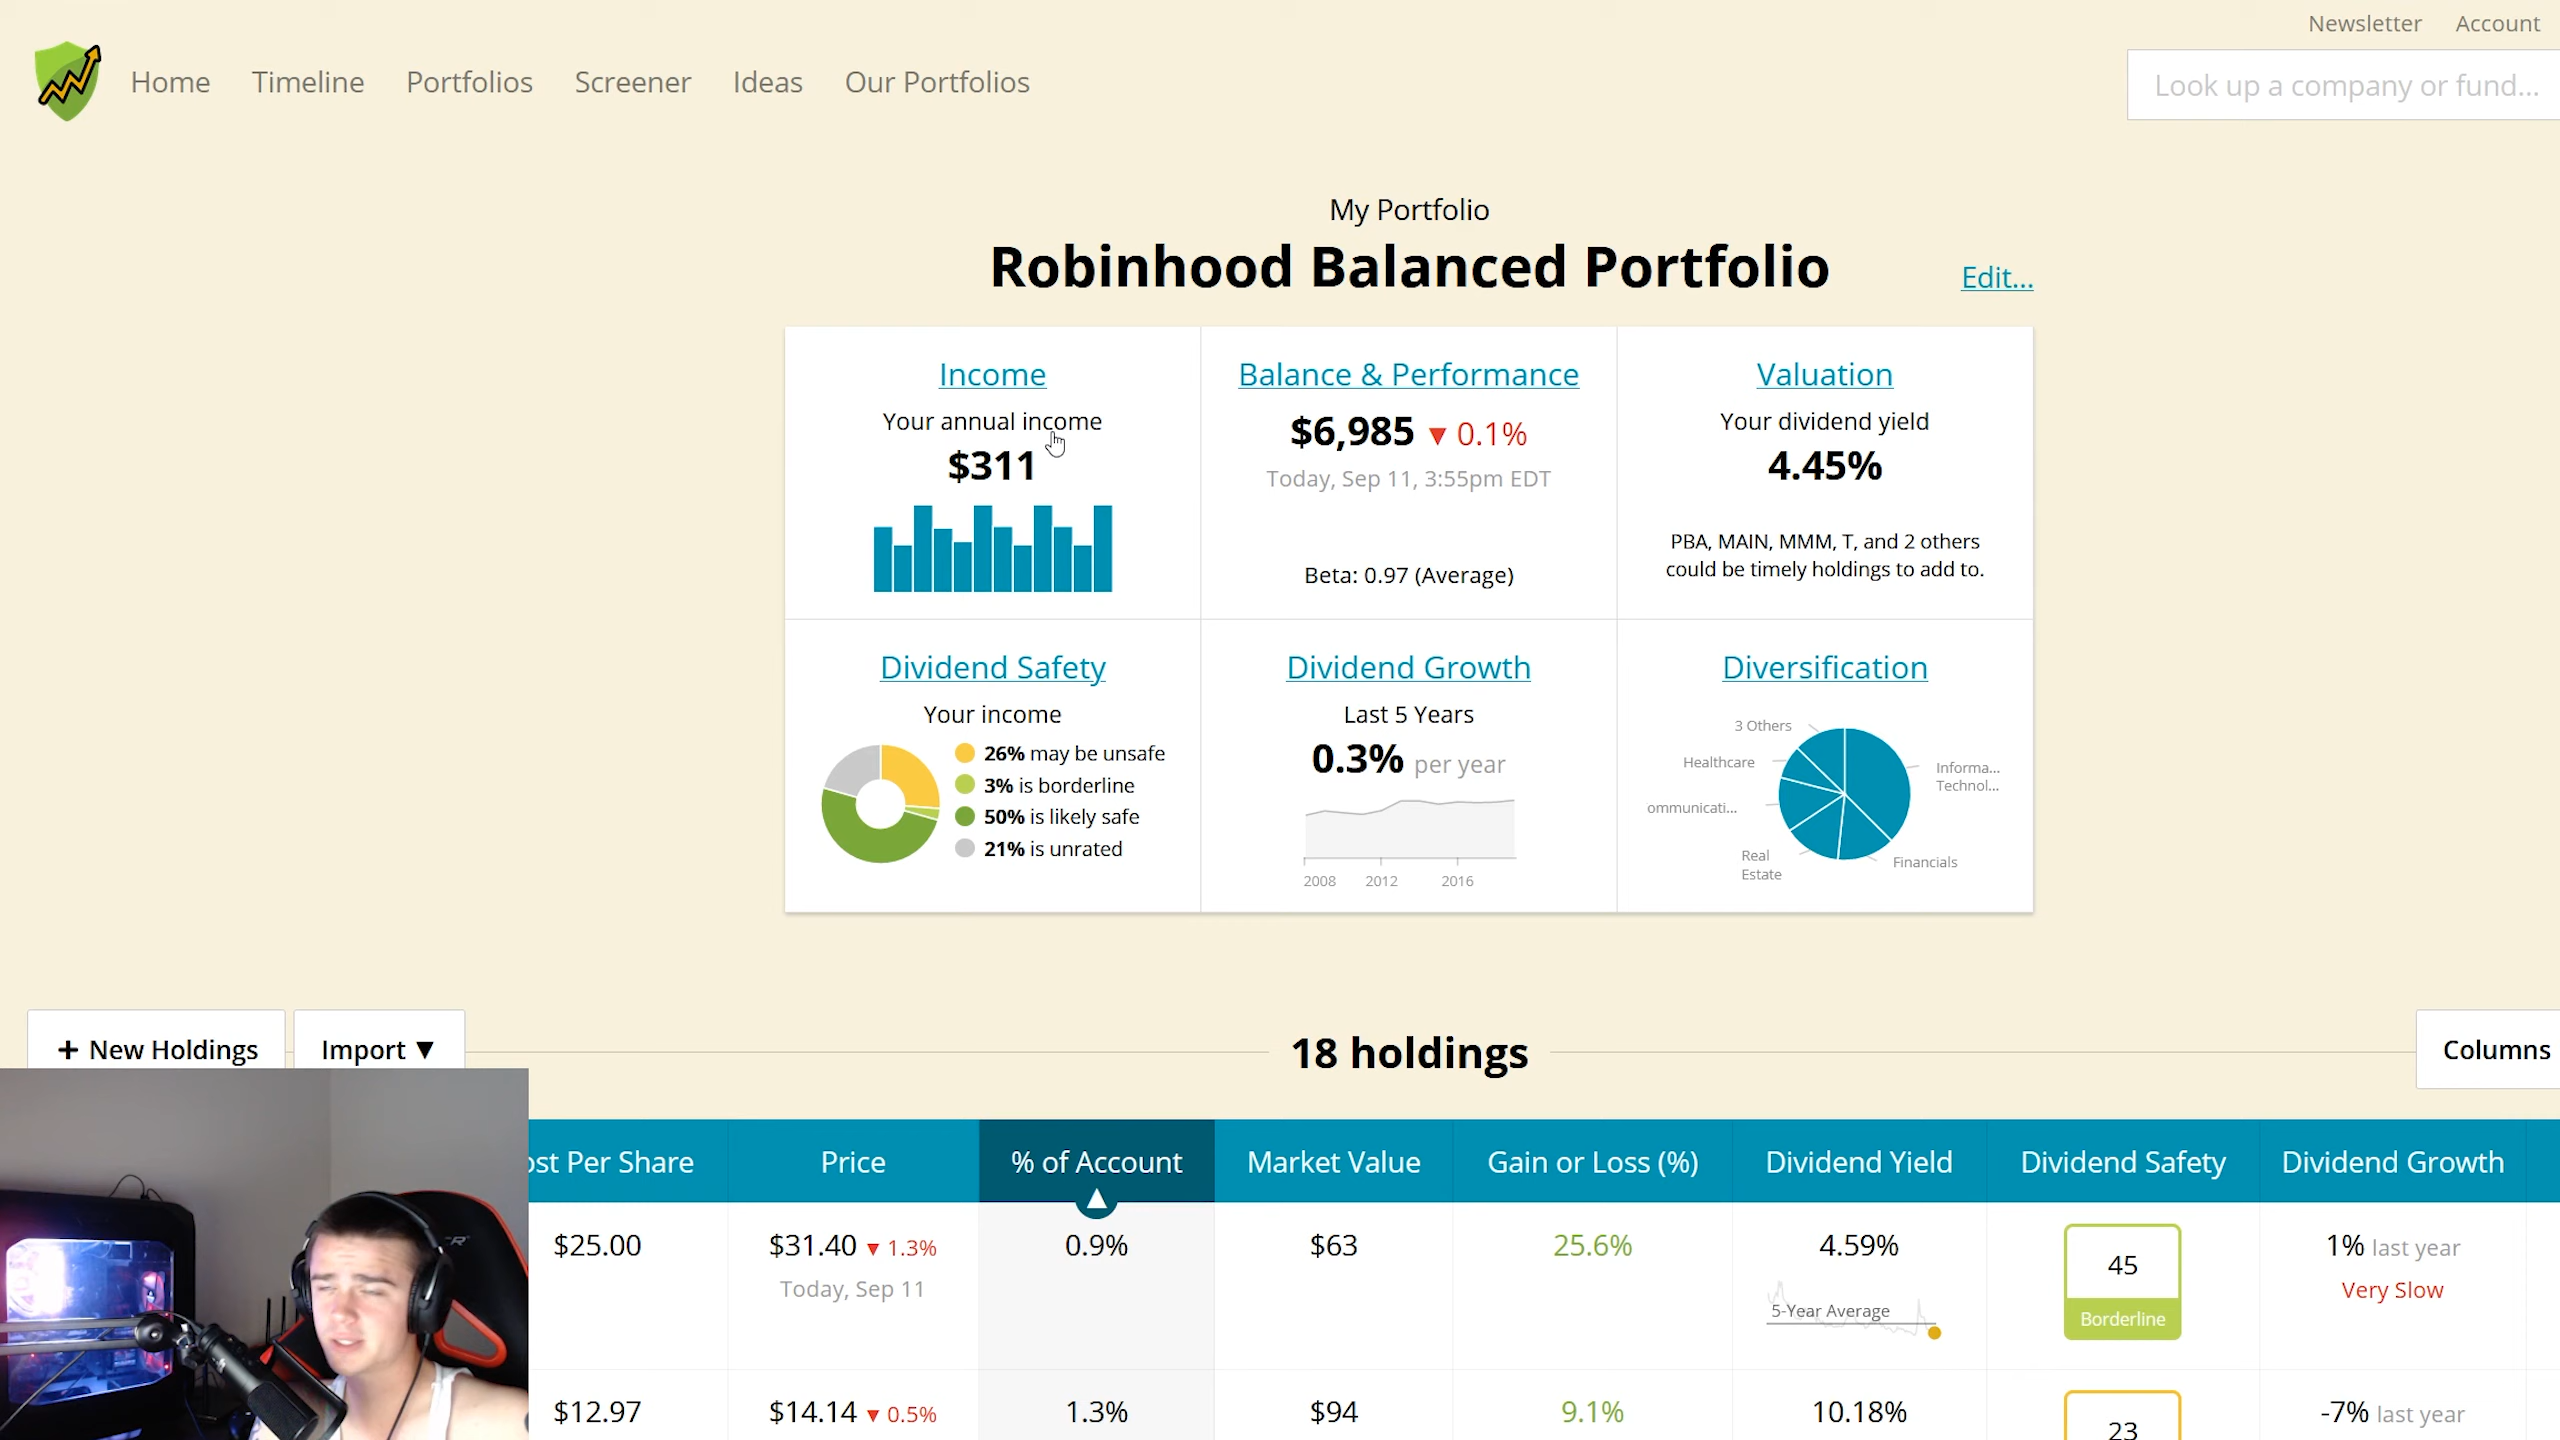 Newsletter Account
Home Timeline Portfolios Screener Ideas Our Portfolios
Look up a company or fund...
My Portfolio
Robinhood Balanced Portfolio
Edit...
Income
Your annual income
$311
Balance & Performance
$6,985 ▼ 0.1%
Today, Sep 11, 3:55pm EDT
Beta: 0.97 (Average)
Valuation
Your dividend yield
4.45%
PBA, MAIN, MMM, T, and 2 others
could be timely holdings to add to.
Dividend Safety
Your income
26% may be unsafe
3% is borderline
50% is likely safe
21% is unrated
Dividend Growth
Last 5 Years
0.3% per year
2008 2012 2016
Diversification
3 Others
Healthcare
Informa...
Technol...
ommunicati...
Real
Estate
Financials
+ New Holdings
Import ▼
18 holdings
Columns
ost Per Share Price % of Account Market Value Gain or Loss (%) Dividend Yield Dividend Safety Dividend Growth
$25.00 $31.40 ▼ 1.3% 0.9% $63 25.6% 4.59% 45 1% last year
Today, Sep 11
5-Year Average
Borderline
Very Slow
$12.97 $14.14 ▼ 0.5% 1.3% $94 9.1% 10.18% 23 -7% last year